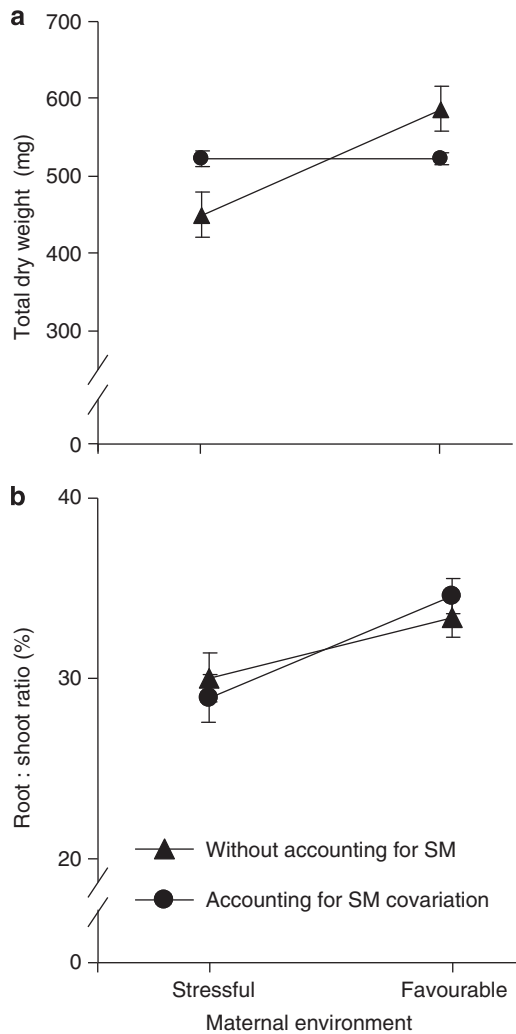 a
700
600
500
400
300
0
Total dry weight (mg)
b
40
30
20
0
Root : shoot ratio (%)
Without accounting for SM
Accounting for SM covariation
Stressful
Favourable
Maternal environment